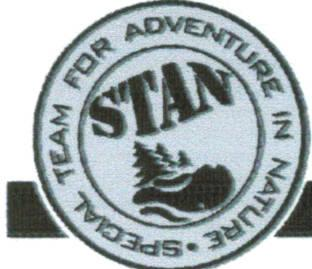 SPECIAL TEAM FOR ADVENTURE IN NATURE •
STAN